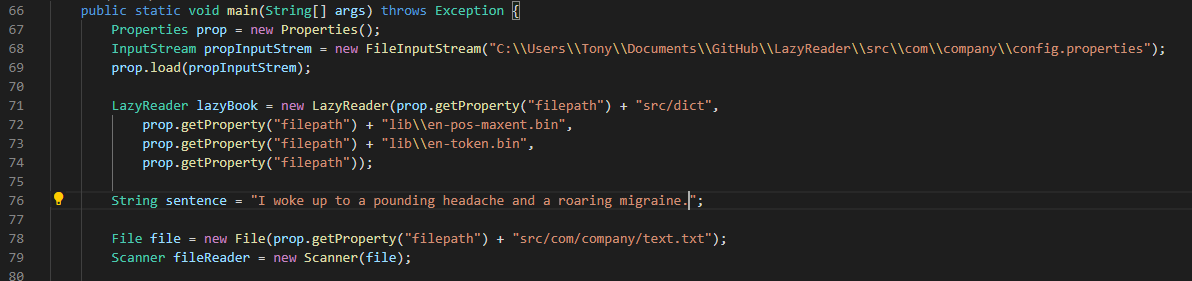 66 public static void main(String[] args) throws Exception {
67 Properties prop = new Properties();
68 InputStream propInputStrem = new FileInputStream("C:\\Users\\Tony\\Documents\\GitHub\\LazyReader\\src\\com\\company\\config.properties");
69 prop.load(propInputStrem);
70
71 LazyReader lazyBook = new LazyReader(prop.getProperty("filepath") + "src/dict",
72 prop.getProperty("filepath") + "lib\\en-pos-maxent.bin",
73 prop.getProperty("filepath") + "lib\\en-token.bin",
74 prop.getProperty("filepath"));
75
76 String sentence = "I woke up to a pounding headache and a roaring migraine.";
77
78 File file = new File(prop.getProperty("filepath") + "src/com/company/text.txt");
79 Scanner fileReader = new Scanner(file);
80